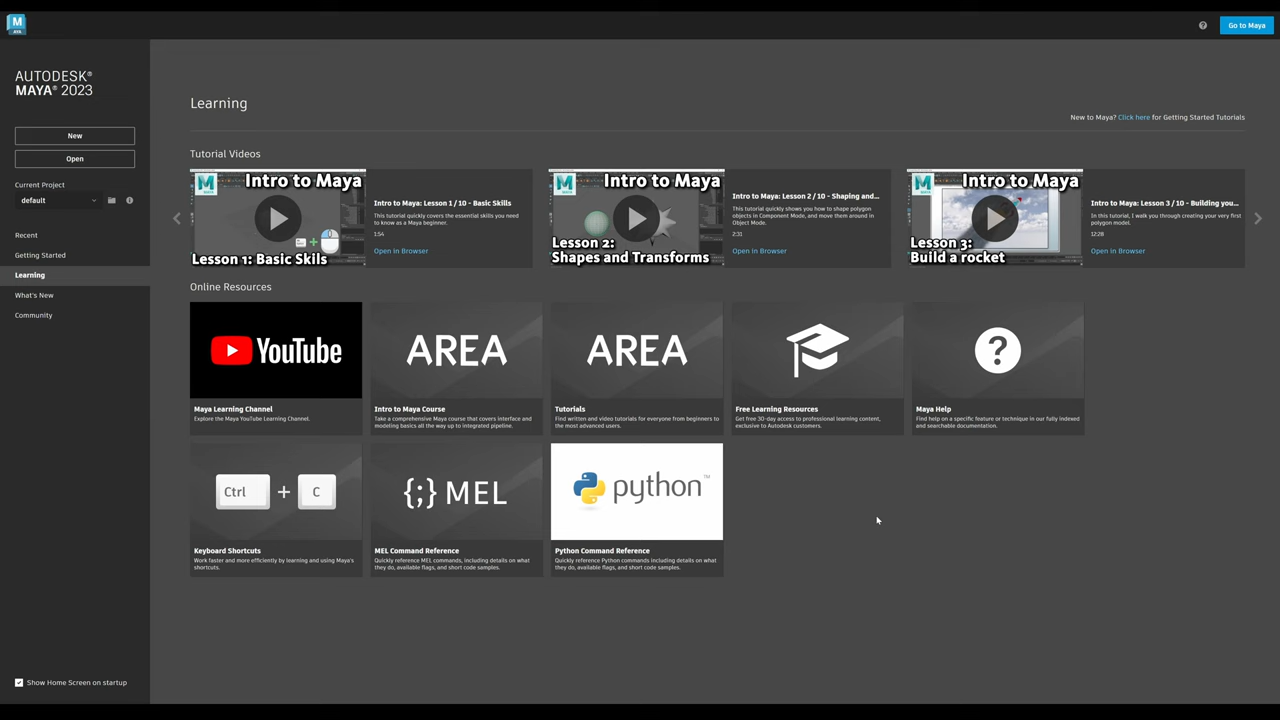 M
Go to Maya
AUTODESK®
MAYA® 2023
New
Open
Current Project
default
Recent
Getting Started
Learning
What's New
Community
Show Home Screen on startup
Learning
New to Maya? Click here for Getting Started Tutorials
Tutorial Videos
Intro to Maya
Lesson 1: Basic Skils
Intro to Maya: Lesson 1 / 10 - Basic Skills
This tutorial quickly covers the essential skills you
need to know as a Maya beginner.
1:54
Open in Browser
Intro to Maya
Lesson 2:
Shapes and Transforms
Intro to Maya: Lesson 2 / 10 - Shaping and...
This tutorial quickly shows you how to shape polygon
objects in Component Mode, and move them around in
Object Mode.
2:31
Open in Browser
Intro to Maya
Lesson 3:
Build a rocket
Intro to Maya: Lesson 3 / 10 - Building you...
In this tutorial, I walk you through creating your very first
polygon model.
12:28
Open in Browser
Online Resources
YouTube
Maya Learning Channel
Explore the Maya YouTube Learning Channel.
AREA
Intro to Maya Course
Take a comprehensive Maya course that covers interface and
modeling basics all the way up to integrated pipeline.
AREA
Tutorials
Find written and video tutorials for everyone from beginners to
the most advanced users.
Free Learning Resources
Get free 30-day access to professional learning content,
exclusive to Autodesk customers.
?
Maya Help
Find help on a specific feature or technique in our fully indexed
and searchable documentation.
Ctrl + C
Keyboard Shortcuts
Work faster and more efficiently by learning and using Maya's
shortcuts.
{;} MEL
MEL Command Reference
Quickly reference MEL commands, including details on what
they do, available flags, and short code samples.
python™
Python Command Reference
Quickly reference Python commands including details on what
they do, available flags, and short code samples.